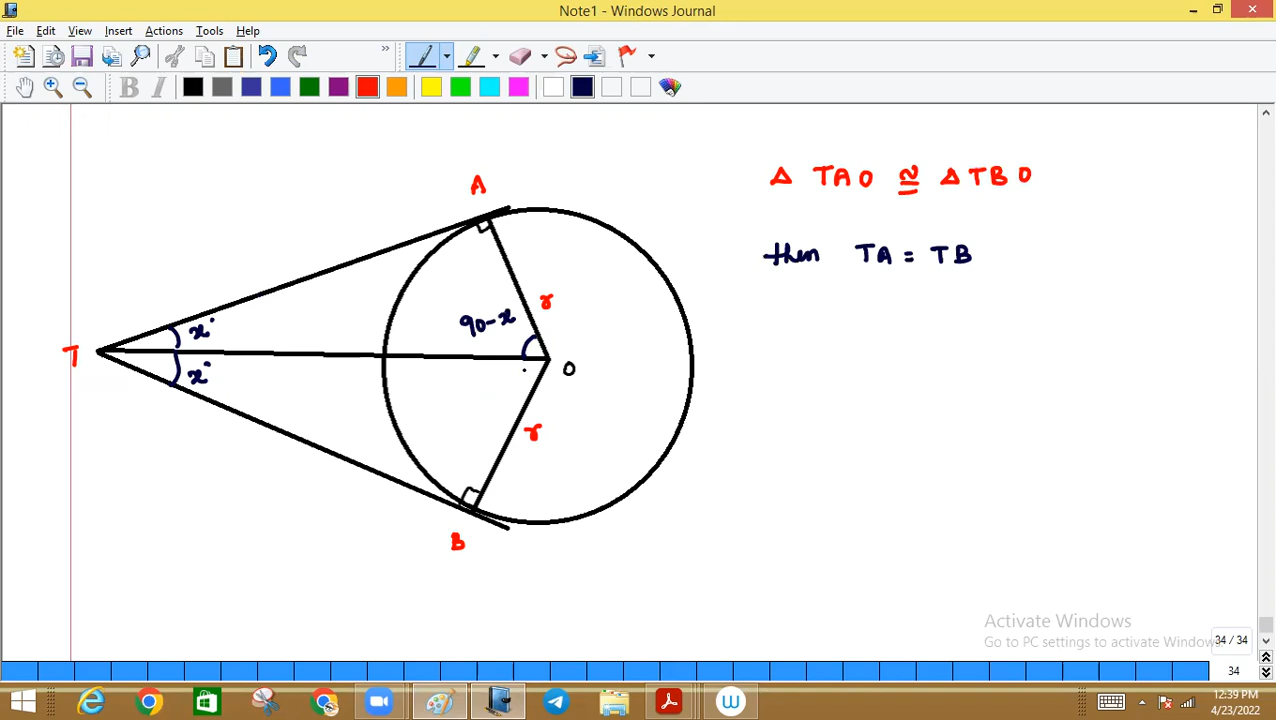 Note1 - Windows Journal
File Edit View Insert Actions Tools Help
B I
A
Δ TAO ≅ Δ TBO
then TA = TB
r
90-x
x°
T
x°
O
r
B
Activate Windows
Go to PC settings to activate Windows.
34 / 34
34
W
12:39 PM
4/23/2022